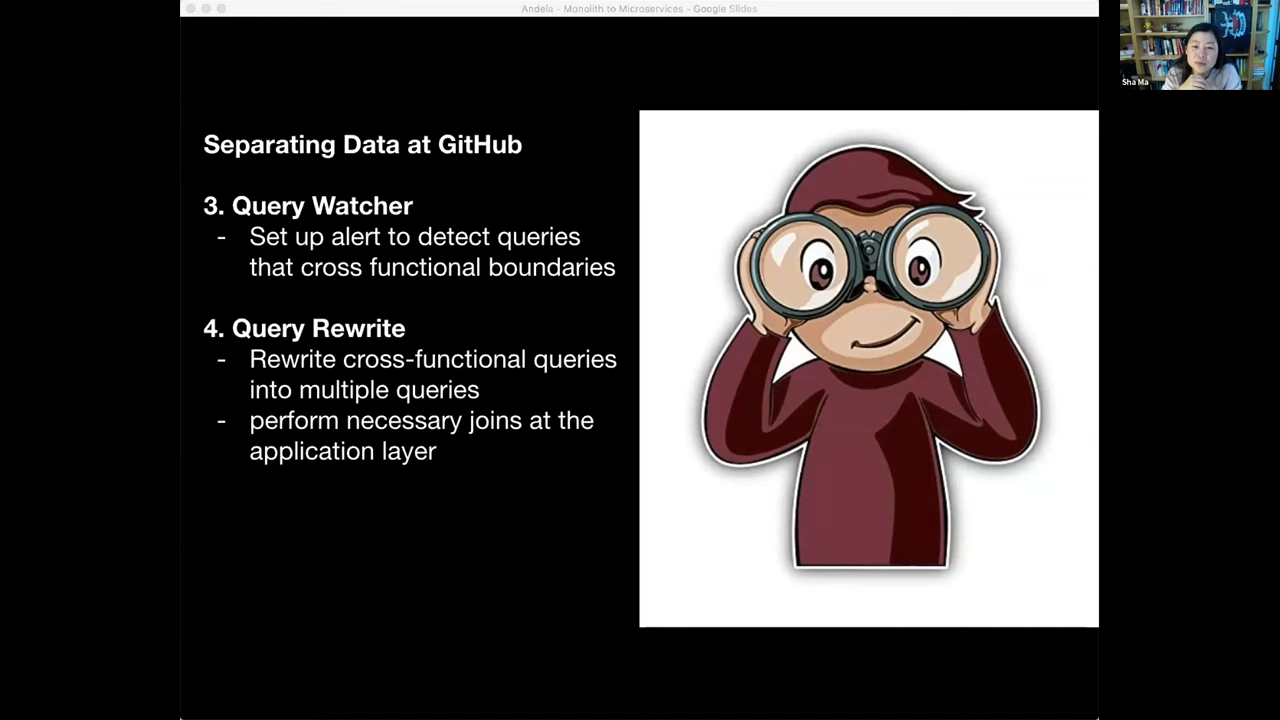 Andela - Monolith to Microservices - Google Slides
Sha Ma
Separating Data at GitHub
3. Query Watcher
- Set up alert to detect queries
that cross functional boundaries
4. Query Rewrite
- Rewrite cross-functional queries
into multiple queries
- perform necessary joins at the
application layer